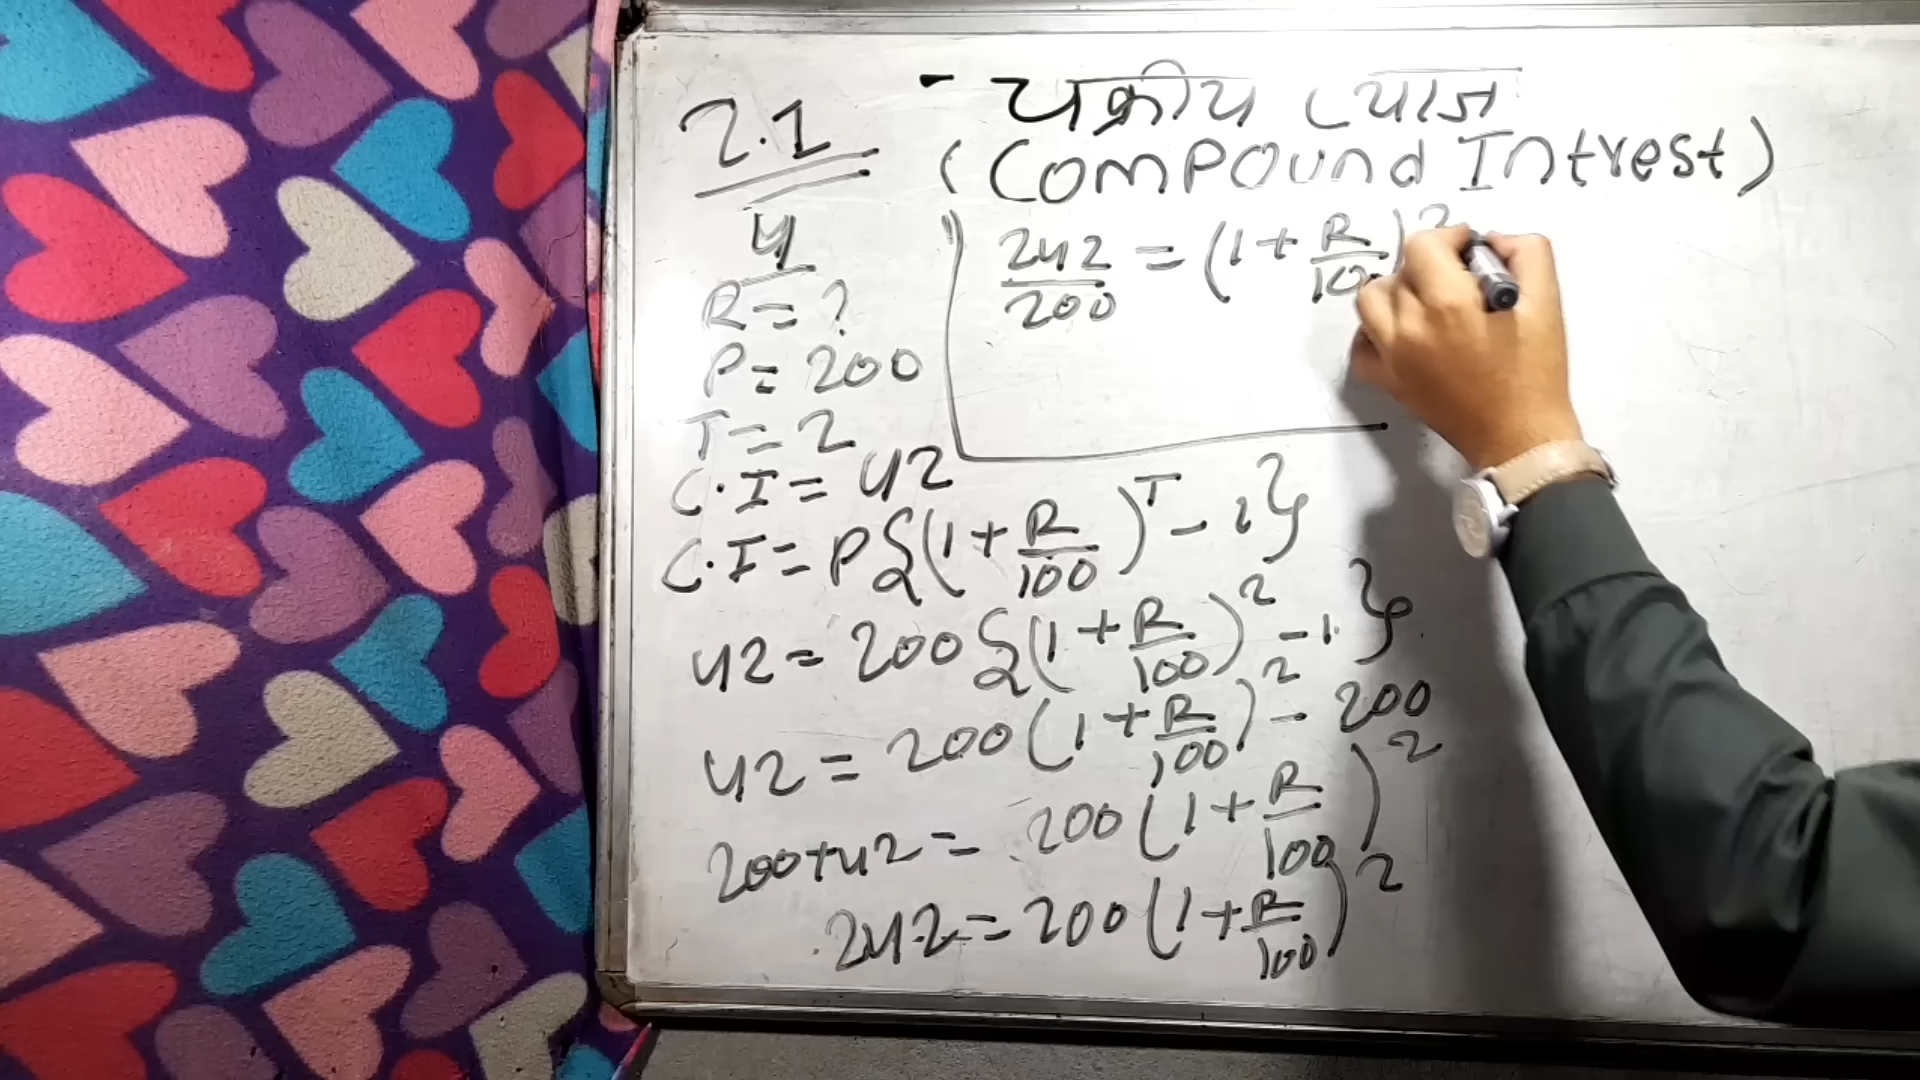 2.1
- चक्रीय ब्याज
(Compound Intrest)
4
R = ?
P = 200
T = 2
C.I = 42
C.I = P{(1+R/100)^T - 1}
42 = 200{(1+R/100)^2 - 1}
42 = 200(1+R/100)^2 - 200
200+42 = 200(1+R/100)^2
242 = 200(1+R/100)^2
242/200 = (1+R/100)^2